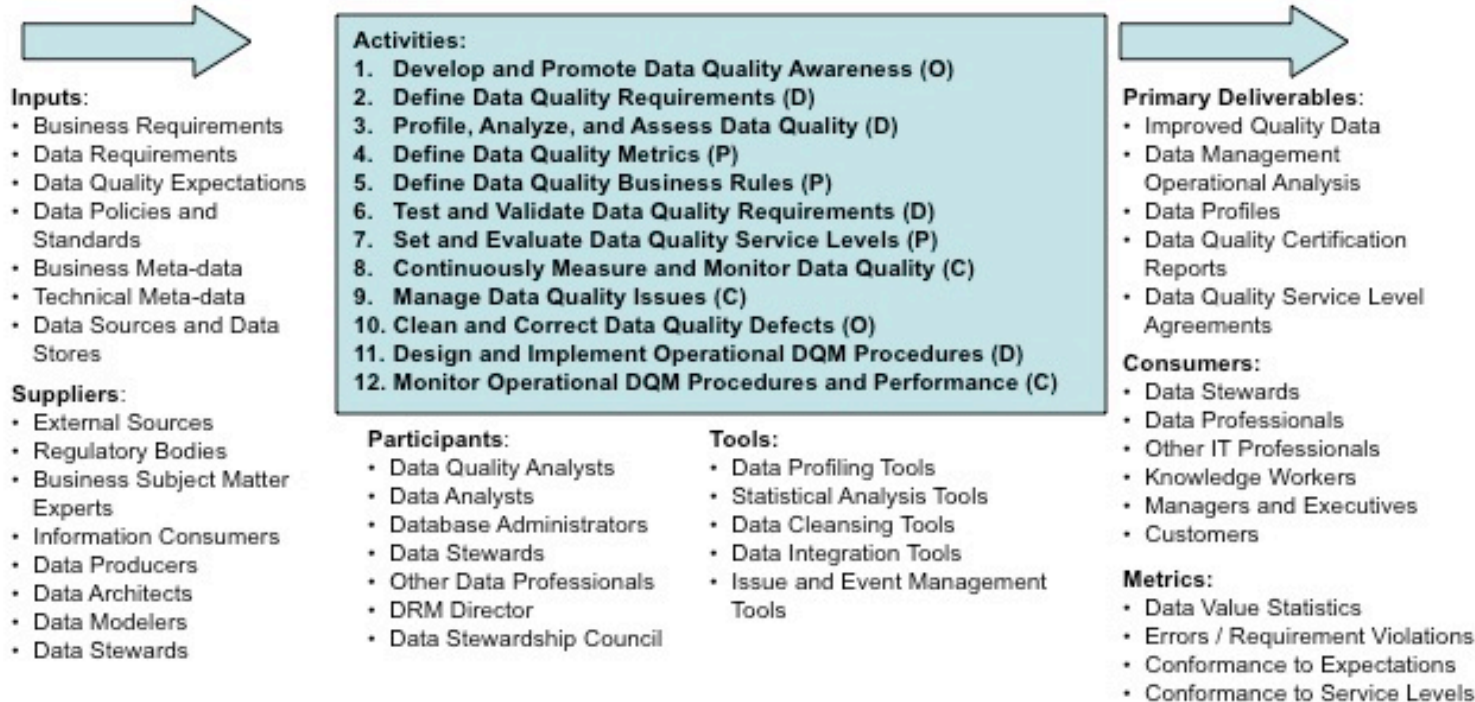 Inputs:
• Business Requirements
• Data Requirements
• Data Quality Expectations
• Data Policies and
Standards
• Business Meta-data
• Technical Meta-data
• Data Sources and Data
Stores
Suppliers:
• External Sources
• Regulatory Bodies
• Business Subject Matter
Experts
• Information Consumers
• Data Producers
• Data Architects
• Data Modelers
• Data Stewards
Activities:
1. Develop and Promote Data Quality Awareness (O)
2. Define Data Quality Requirements (D)
3. Profile, Analyze, and Assess Data Quality (D)
4. Define Data Quality Metrics (P)
5. Define Data Quality Business Rules (P)
6. Test and Validate Data Quality Requirements (D)
7. Set and Evaluate Data Quality Service Levels (P)
8. Continuously Measure and Monitor Data Quality (C)
9. Manage Data Quality Issues (C)
10. Clean and Correct Data Quality Defects (O)
11. Design and Implement Operational DQM Procedures (D)
12. Monitor Operational DQM Procedures and Performance (C)
Participants:
• Data Quality Analysts
• Data Analysts
• Database Administrators
• Data Stewards
• Other Data Professionals
• DRM Director
• Data Stewardship Council
Tools:
• Data Profiling Tools
• Statistical Analysis Tools
• Data Cleansing Tools
• Data Integration Tools
• Issue and Event Management
Tools
Primary Deliverables:
• Improved Quality Data
• Data Management
Operational Analysis
• Data Profiles
• Data Quality Certification
Reports
• Data Quality Service Level
Agreements
Consumers:
• Data Stewards
• Data Professionals
• Other IT Professionals
• Knowledge Workers
• Managers and Executives
• Customers
Metrics:
• Data Value Statistics
• Errors / Requirement Violations
• Conformance to Expectations
• Conformance to Service Levels